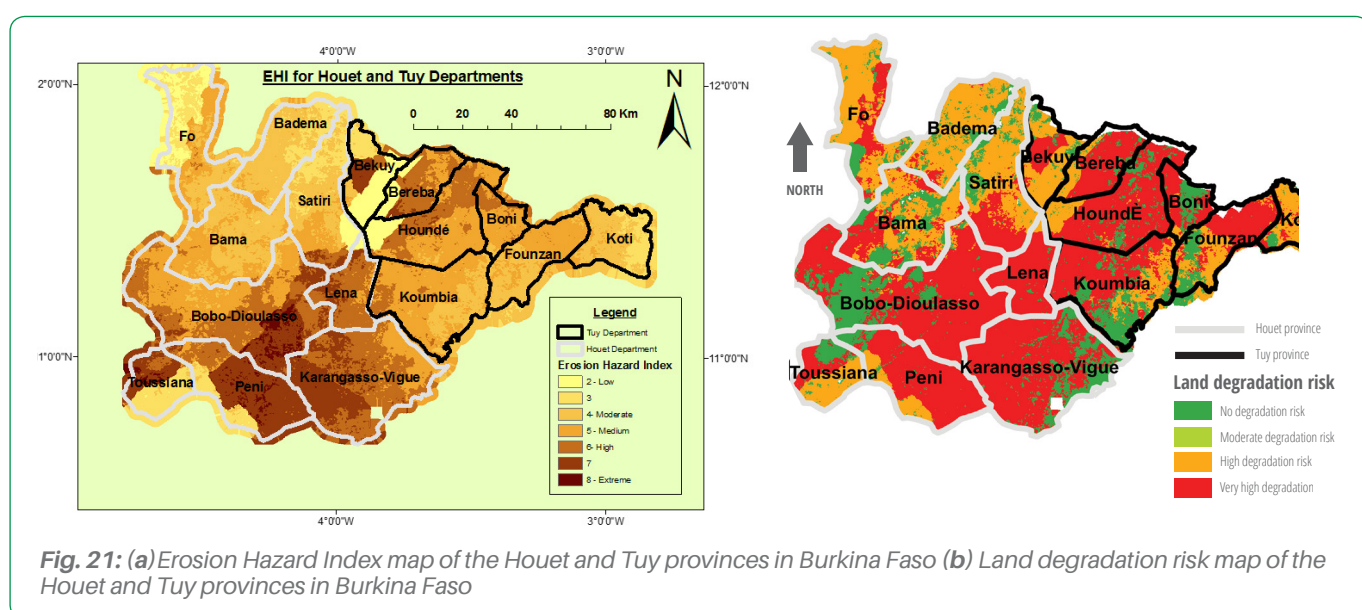 4°0'0"W
3°0'0"W
2°0'0"N
EHI for Houet and Tuy Departments
N
0
20
40
80 Km
Fo
Badema
Bekuy
Bereba
Satiri
Boni
Houndé
Bama
Koti
Founzan
Lena
Koumbia
Bobo-Dioulasso
1°0'0"N
Toussiana
Peni
Karangasso-Vigue
Legend
Tuy Department
Houet Department
Erosion Hazard Index
2 - Low
3
4- Moderate
5 - Medium
6- High
7
8 - Extreme
4°0'0"W
3°0'0"W
12°0'0"N
NORTH
Fo
Badema
Bekuy
Bereba
Satiri
Boni
HoundÉ
Bama
Ko
Founzan
Lena
Koumbia
Bobo-Dioulasso
11°0'0"N
Toussiana
Peni
Karangasso-Vigue
Houet province
Tuy province
Land degradation risk
No degradation risk
Moderate degradation risk
High degradation risk
Very high degradation
Fig. 21: (a)Erosion Hazard Index map of the Houet and Tuy provinces in Burkina Faso (b) Land degradation risk map of the
Houet and Tuy provinces in Burkina Faso